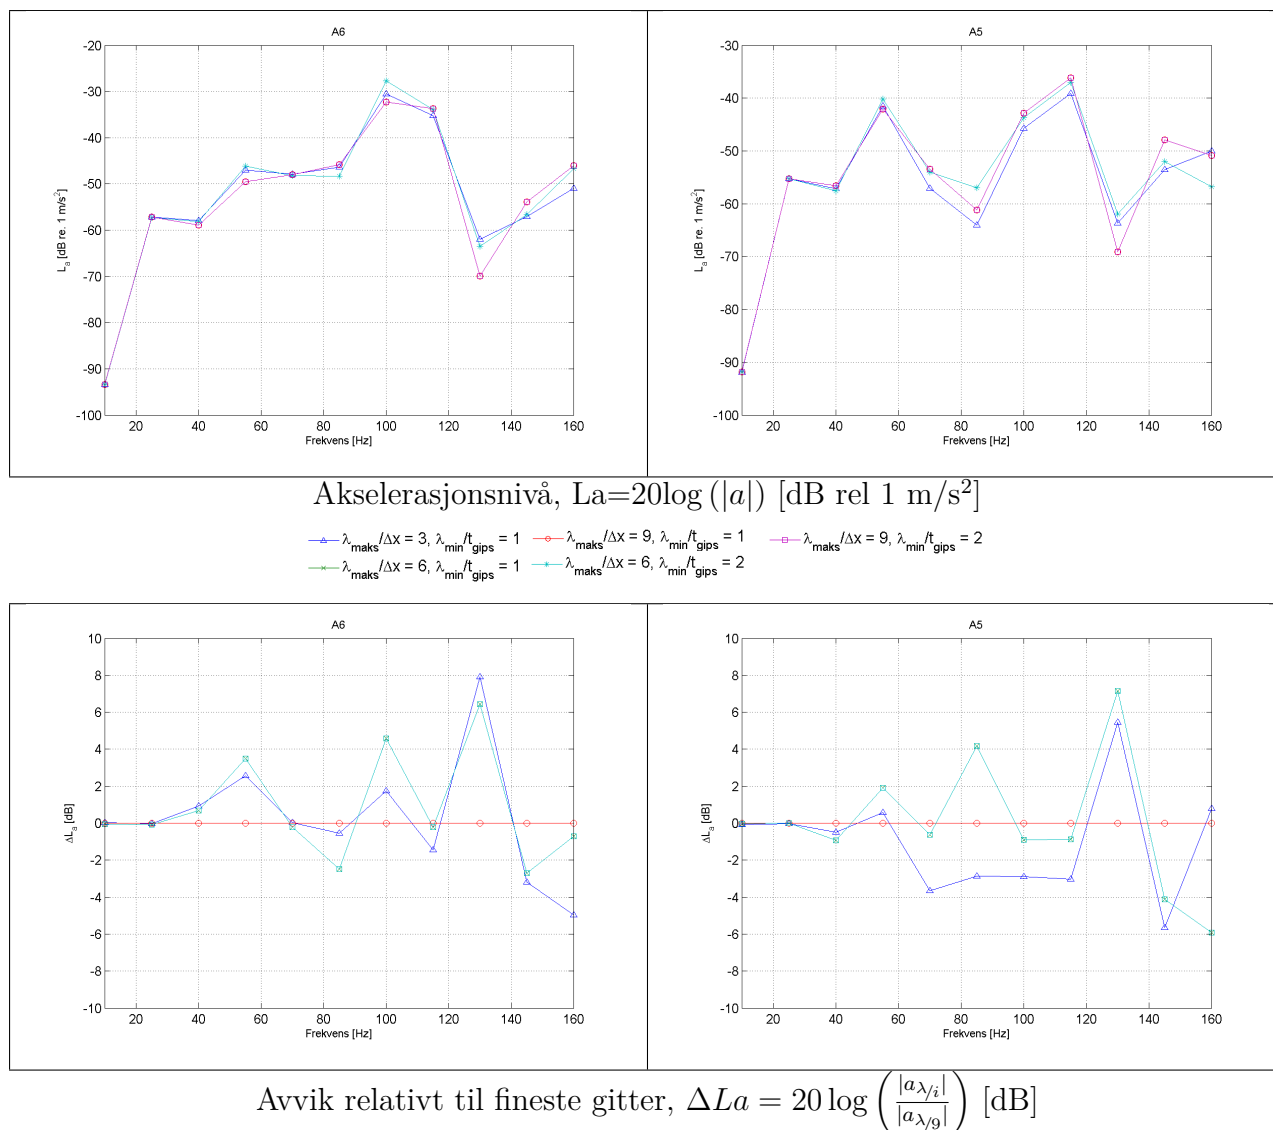 A6
-20
-30
-40
-50
-60
-70
-80
-90
-100
L_a [dB re. 1 m/s²]
20 40 60 80 100 120 140 160
Frekvens [Hz]
A5
-30
-40
-50
-60
-70
-80
-90
-100
L_a [dB re. 1 m/s²]
20 40 60 80 100 120 140 160
Frekvens [Hz]
Akselerasjonsnivå, La=20log (|a|) [dB rel 1 m/s²]
λ_maks/Δx = 3, λ_min/t_gips = 1 λ_maks/Δx = 9, λ_min/t_gips = 1 λ_maks/Δx = 9, λ_min/t_gips = 2
λ_maks/Δx = 6, λ_min/t_gips = 1 λ_maks/Δx = 6, λ_min/t_gips = 2
A6
10
8
6
4
2
0
-2
-4
-6
-8
-10
ΔL_a [dB]
20 40 60 80 100 120 140 160
Frekvens [Hz]
A5
10
8
6
4
2
0
-2
-4
-6
-8
-10
ΔL_a [dB]
20 40 60 80 100 120 140 160
Frekvens [Hz]
Avvik relativt til fineste gitter, ΔLa = 20 log (|a_λ/i| / |a_λ/9|) [dB]